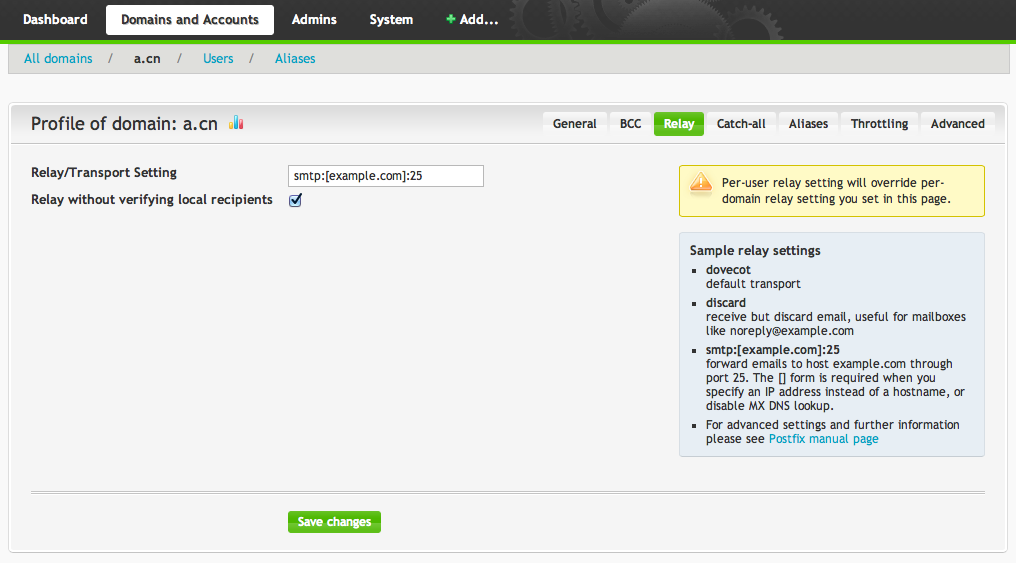 Dashboard Domains and Accounts Admins System Add...
All domains / a.cn / Users / Aliases
Profile of domain: a.cn
General BCC Relay Catch-all Aliases Throttling Advanced
Relay/Transport Setting smtp:[example.com]:25
Relay without verifying local recipients
Per-user relay setting will override per-
domain relay setting you set in this page.
Sample relay settings
dovecot
default transport
discard
receive but discard email, useful for mailboxes
like noreply@example.com
smtp:[example.com]:25
forward emails to host example.com through
port 25. The [] form is required when you
specify an IP address instead of a hostname, or
disable MX DNS lookup.
For advanced settings and further information
please see Postfix manual page
Save changes